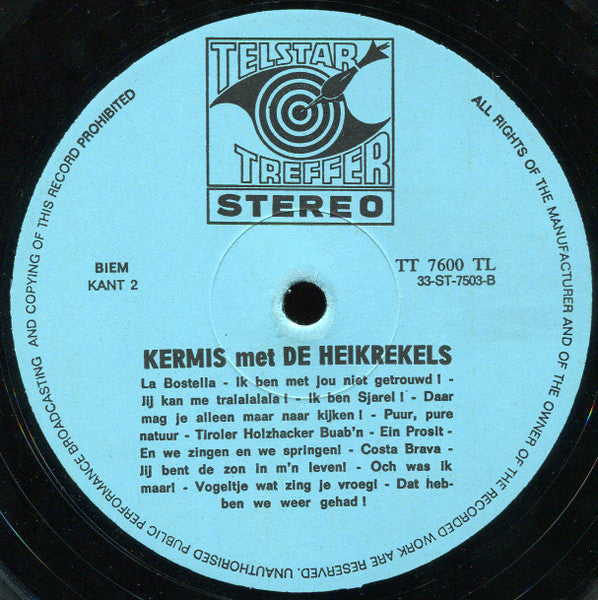 TELSTAR
TREFFER
STEREO
BIEM
KANT 2
TT 7600 TL
33-ST-7503-B
KERMIS met DE HEIKREKELS
La Bostella - Ik ben met jou niet getrouwd! -
Jij kan me tralalalala! - Ik ben Sjarel! - Daar
mag je alleen maar naar kijken! - Puur, pure
natuur - Tiroler Holzhacker Buab'n - Ein Prosit -
En we zingen en we springen! - Costa Brava -
Jij bent de zon in m'n leven! - Och was ik
maar! - Vogeltje wat zing je vroeg! - Dat heb-
ben we weer gehad!
ALL RIGHTS OF THE MANUFACTURER AND OF THE OWNER OF THE RECORDED WORK ARE RESERVED. UNAUTHORISED PUBLIC PERFORMANCE BROADCASTING AND COPYING OF THIS RECORD PROHIBITED